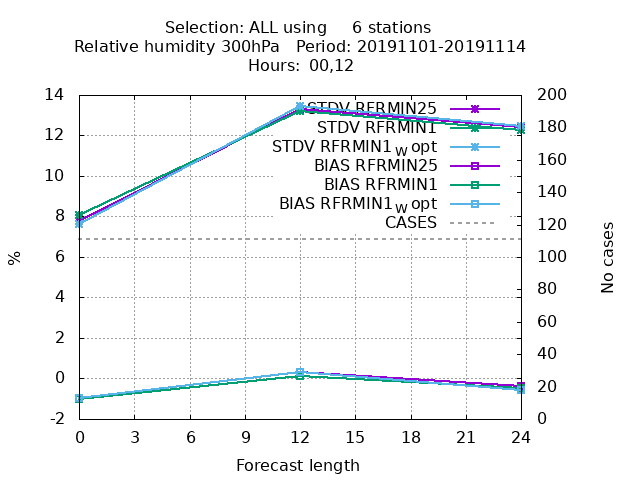 Selection: ALL using     6 stations
Relative humidity 300hPa   Period: 20191101-20191114
Hours: 00,12
14
12
10
8
6
4
2
0
-2
%
STDV RFRMIN25
STDV RFRMIN1
STDV RFRMIN1w opt
BIAS RFRMIN25
BIAS RFRMIN1
BIAS RFRMIN1w opt
CASES
200
180
160
140
120
100
80
60
40
20
0
No cases
0 3 6 9 12 15 18 21 24
Forecast length